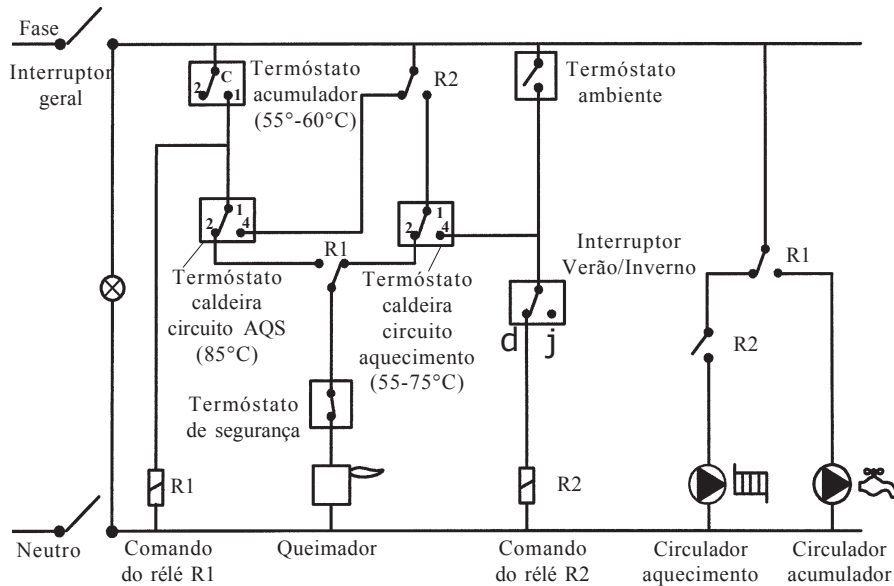 Fase
Interruptor
geral
2 C 1
Termóstato
acumulador
(55°-60°C)
R2
Termóstato
ambiente
2 1 4
Termóstato
caldeira
circuito AQS
(85°C)
R1
2 1 4
Termóstato
caldeira
circuito
aquecimento
(55-75°C)
Interruptor
Verão/Inverno
d j
R1
R2
Termóstato
de segurança
R1
R2
Neutro
Comando
do rélé R1
Queimador
Comando
do rélé R2
Circulador
aquecimento
Circulador
acumulador